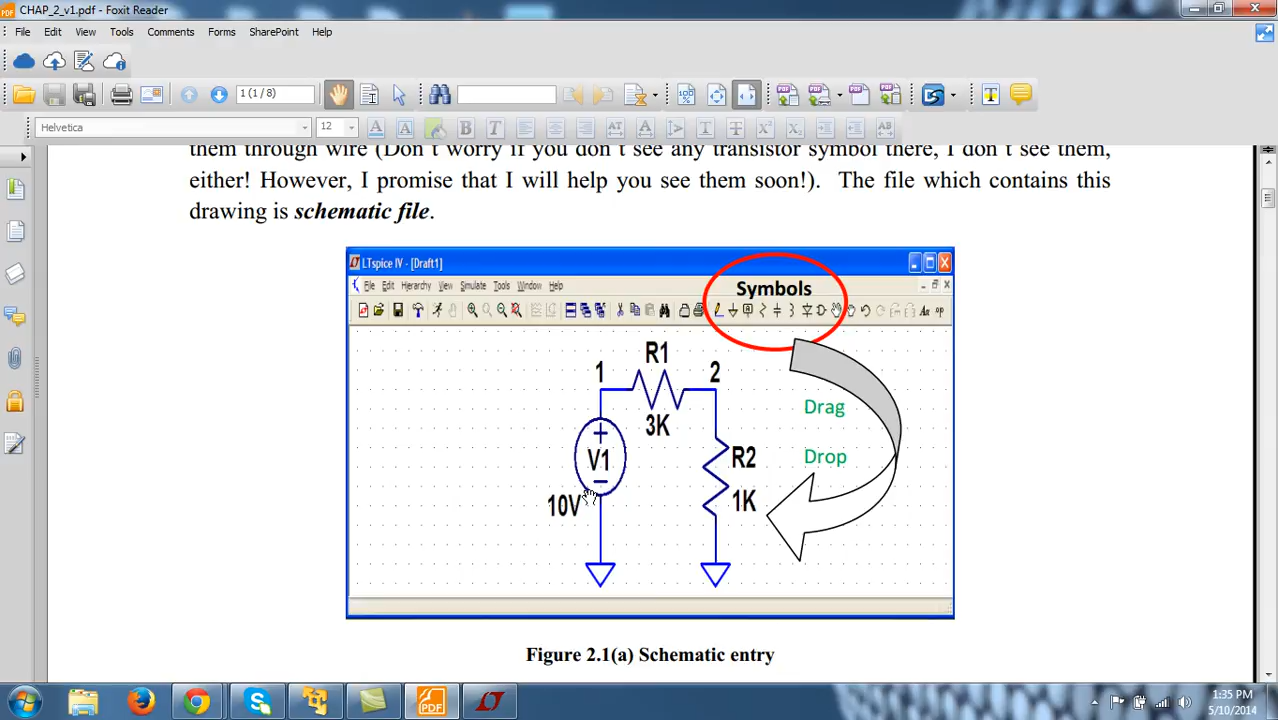 CHAP_2_v1.pdf - Foxit Reader
File Edit View Tools Comments Forms SharePoint Help
1 (1 / 8)
Helvetica 12
them through wire (Don't worry if you don't see any transistor symbol there, I don't see them,
either! However, I promise that I will help you see them soon!). The file which contains this
drawing is schematic file.
LTspice IV - [Draft1]
File Edit Hierarchy View Simulate Tools Window Help
Symbols
R1
1 2
3K
Drag
V1
R2
Drop
10V
1K
Figure 2.1(a) Schematic entry
1:35 PM
5/10/2014